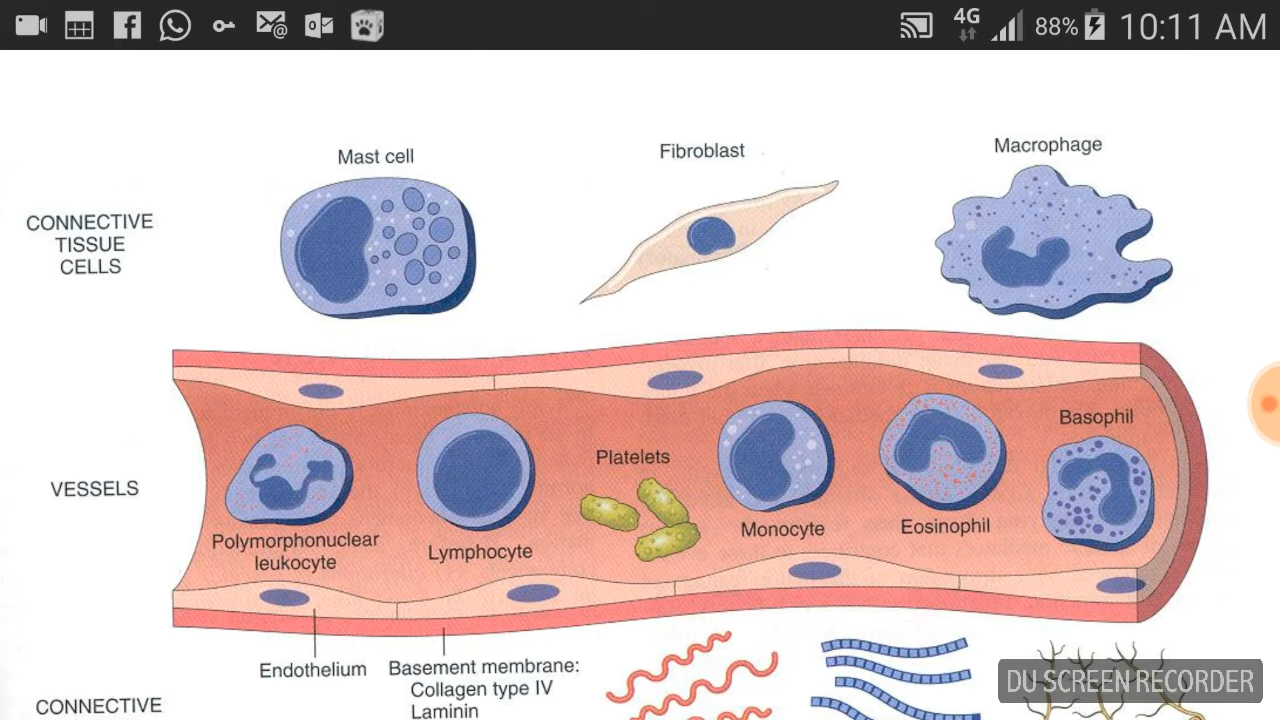 4G 88% 10:11 AM
Mast cell
Fibroblast
Macrophage
CONNECTIVE
TISSUE
CELLS
VESSELS
Polymorphonuclear
leukocyte
Lymphocyte
Platelets
Monocyte
Eosinophil
Basophil
Endothelium
Basement membrane:
Collagen type IV
Laminin
CONNECTIVE
DU SCREEN RECORDER